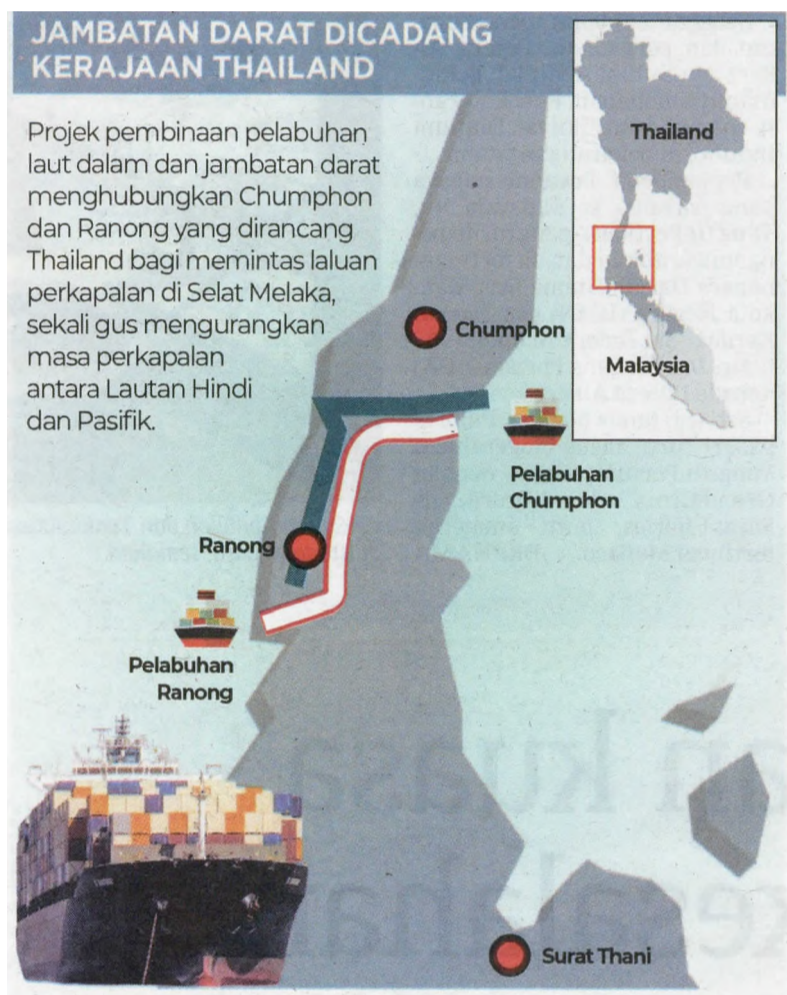 JAMBATAN DARAT DICADANG
KERAJAAN THAILAND
Projek pembinaan pelabuhan
laut dalam dan jambatan darat
menghubungkan Chumphon
dan Ranong yang dirancang
Thailand bagi memintas laluan
perkapalan di Selat Melaka,
sekali gus mengurangkan
masa perkapalan
antara Lautan Hindi
dan Pasifik.
Thailand
Malaysia
Chumphon
Pelabuhan
Chumphon
Ranong
Pelabuhan
Ranong
Surat Thani